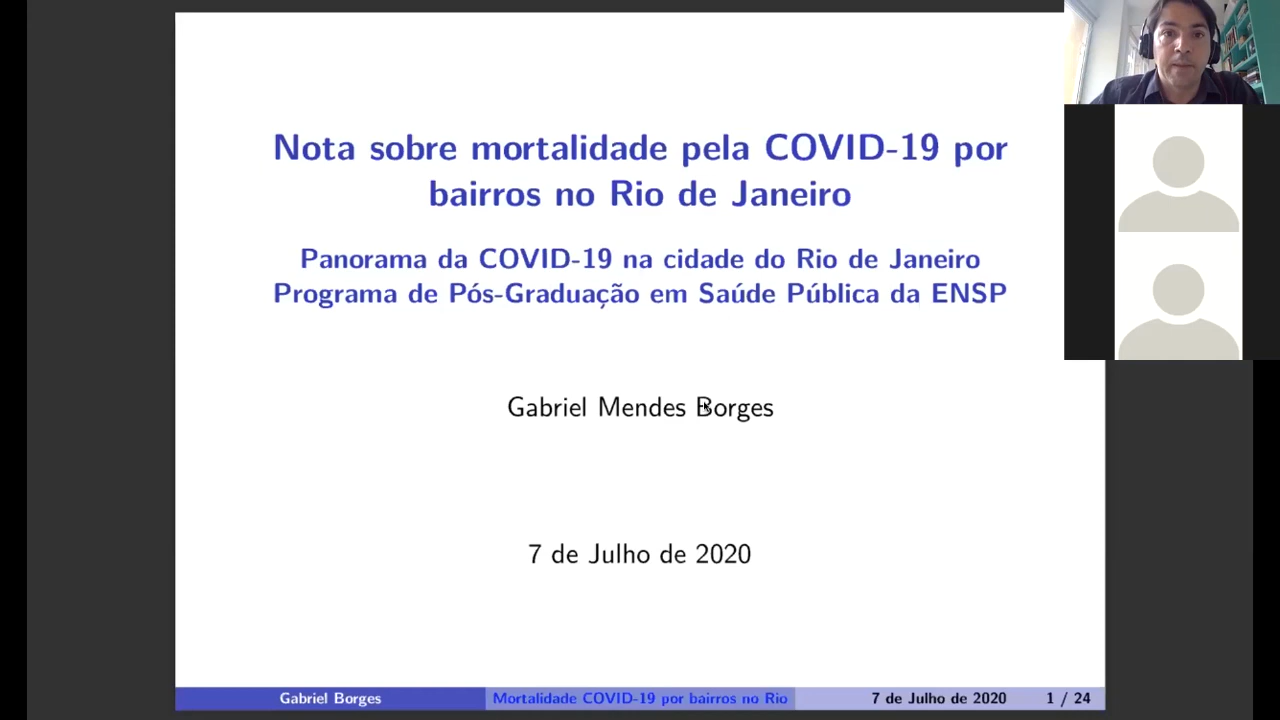 Nota sobre mortalidade pela COVID-19 por
bairros no Rio de Janeiro
Panorama da COVID-19 na cidade do Rio de Janeiro
Programa de Pós-Graduação em Saúde Pública da ENSP
Gabriel Mendes Borges
7 de Julho de 2020
Gabriel Borges
Mortalidade COVID-19 por bairros no Rio
7 de Julho de 2020
1 / 24